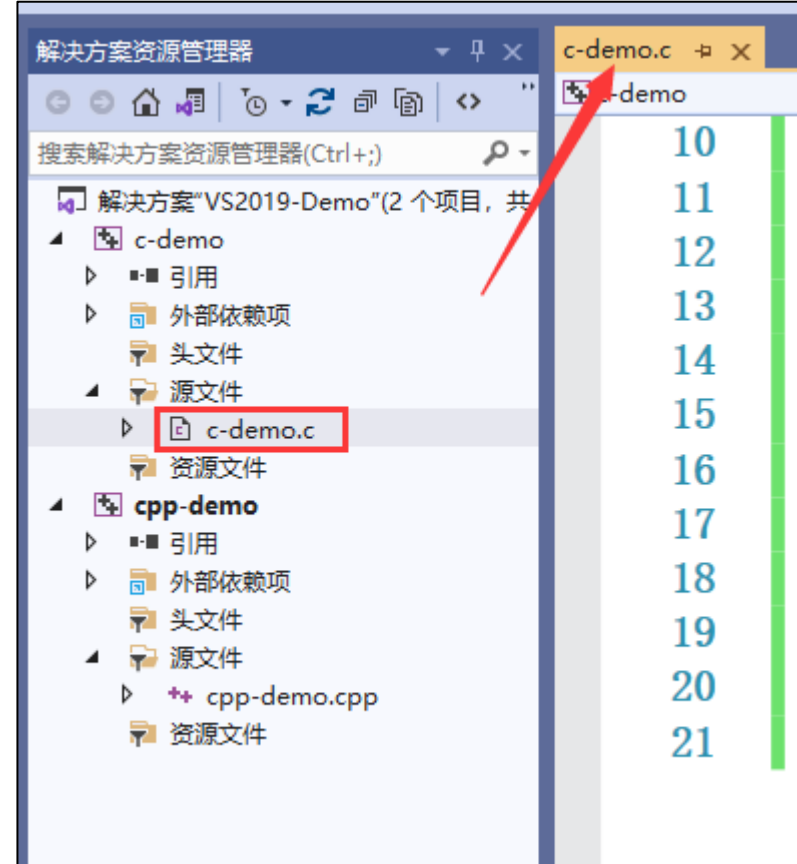 解决方案资源管理器
搜索解决方案资源管理器(Ctrl+;)
解决方案"VS2019-Demo"(2 个项目，共
c-demo
引用
外部依赖项
头文件
源文件
c-demo.c
资源文件
cpp-demo
引用
外部依赖项
头文件
源文件
cpp-demo.cpp
资源文件
c-demo.c
-demo
10
11
12
13
14
15
16
17
18
19
20
21